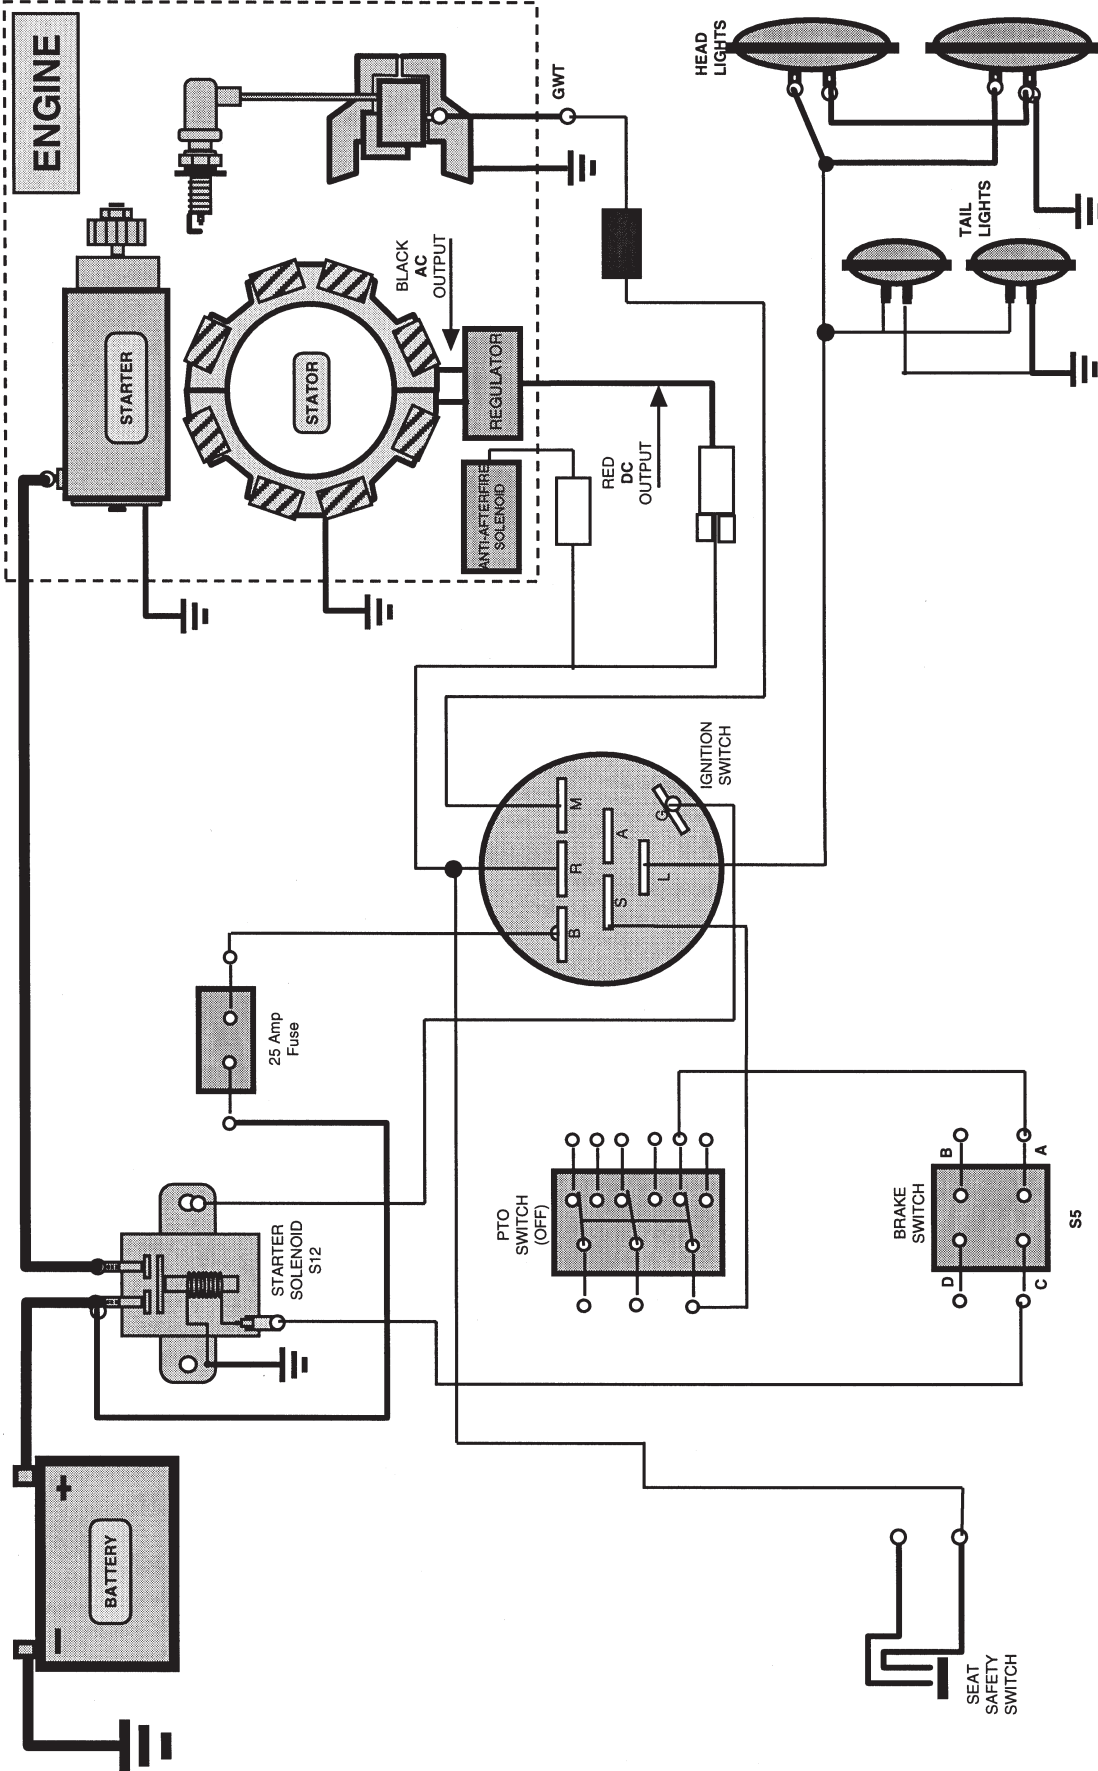 ENGINE
HEAD
LIGHTS
GWT
TAIL
LIGHTS
BLACK
AC
OUTPUT
STARTER
STATOR
REGULATOR
RED
DC
OUTPUT
ANTI-AFTERFIRE
SOLENOID
IGNITION
SWITCH
M
G
A
R
L
S
B
25 Amp
Fuse
STARTER
SOLENOID
S12
PTO
SWITCH
(OFF)
BRAKE
SWITCH
B
A
D
C
S5
+
BATTERY
–
SEAT
SAFETY
SWITCH